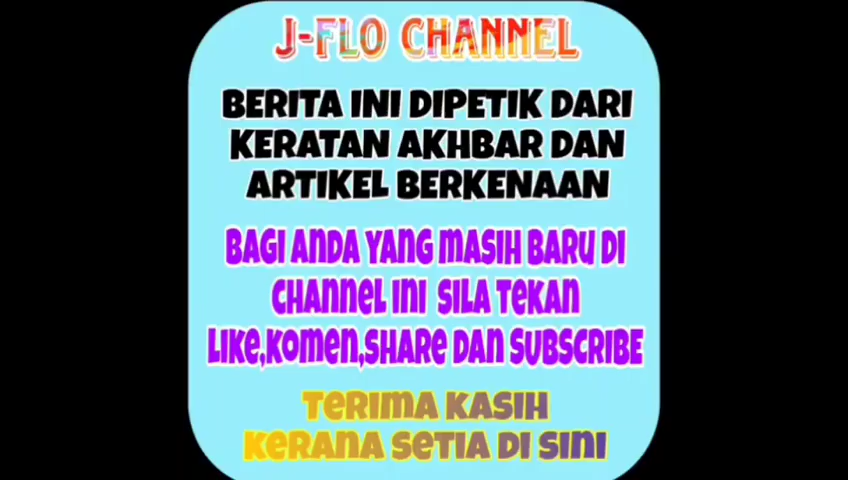 J-FLO CHANNEL
BERITA INI DIPETIK DARI
KERATAN AKHBAR DAN
ARTIKEL BERKENAAN
BAGI ANDA YANG MASIH BARU DI
CHANNEL INI SILA TEKAN
LIKE,KOMEN,SHARE DAN SUBSCRIBE
TERIMA KASIH
KERANA SETIA DI SINI